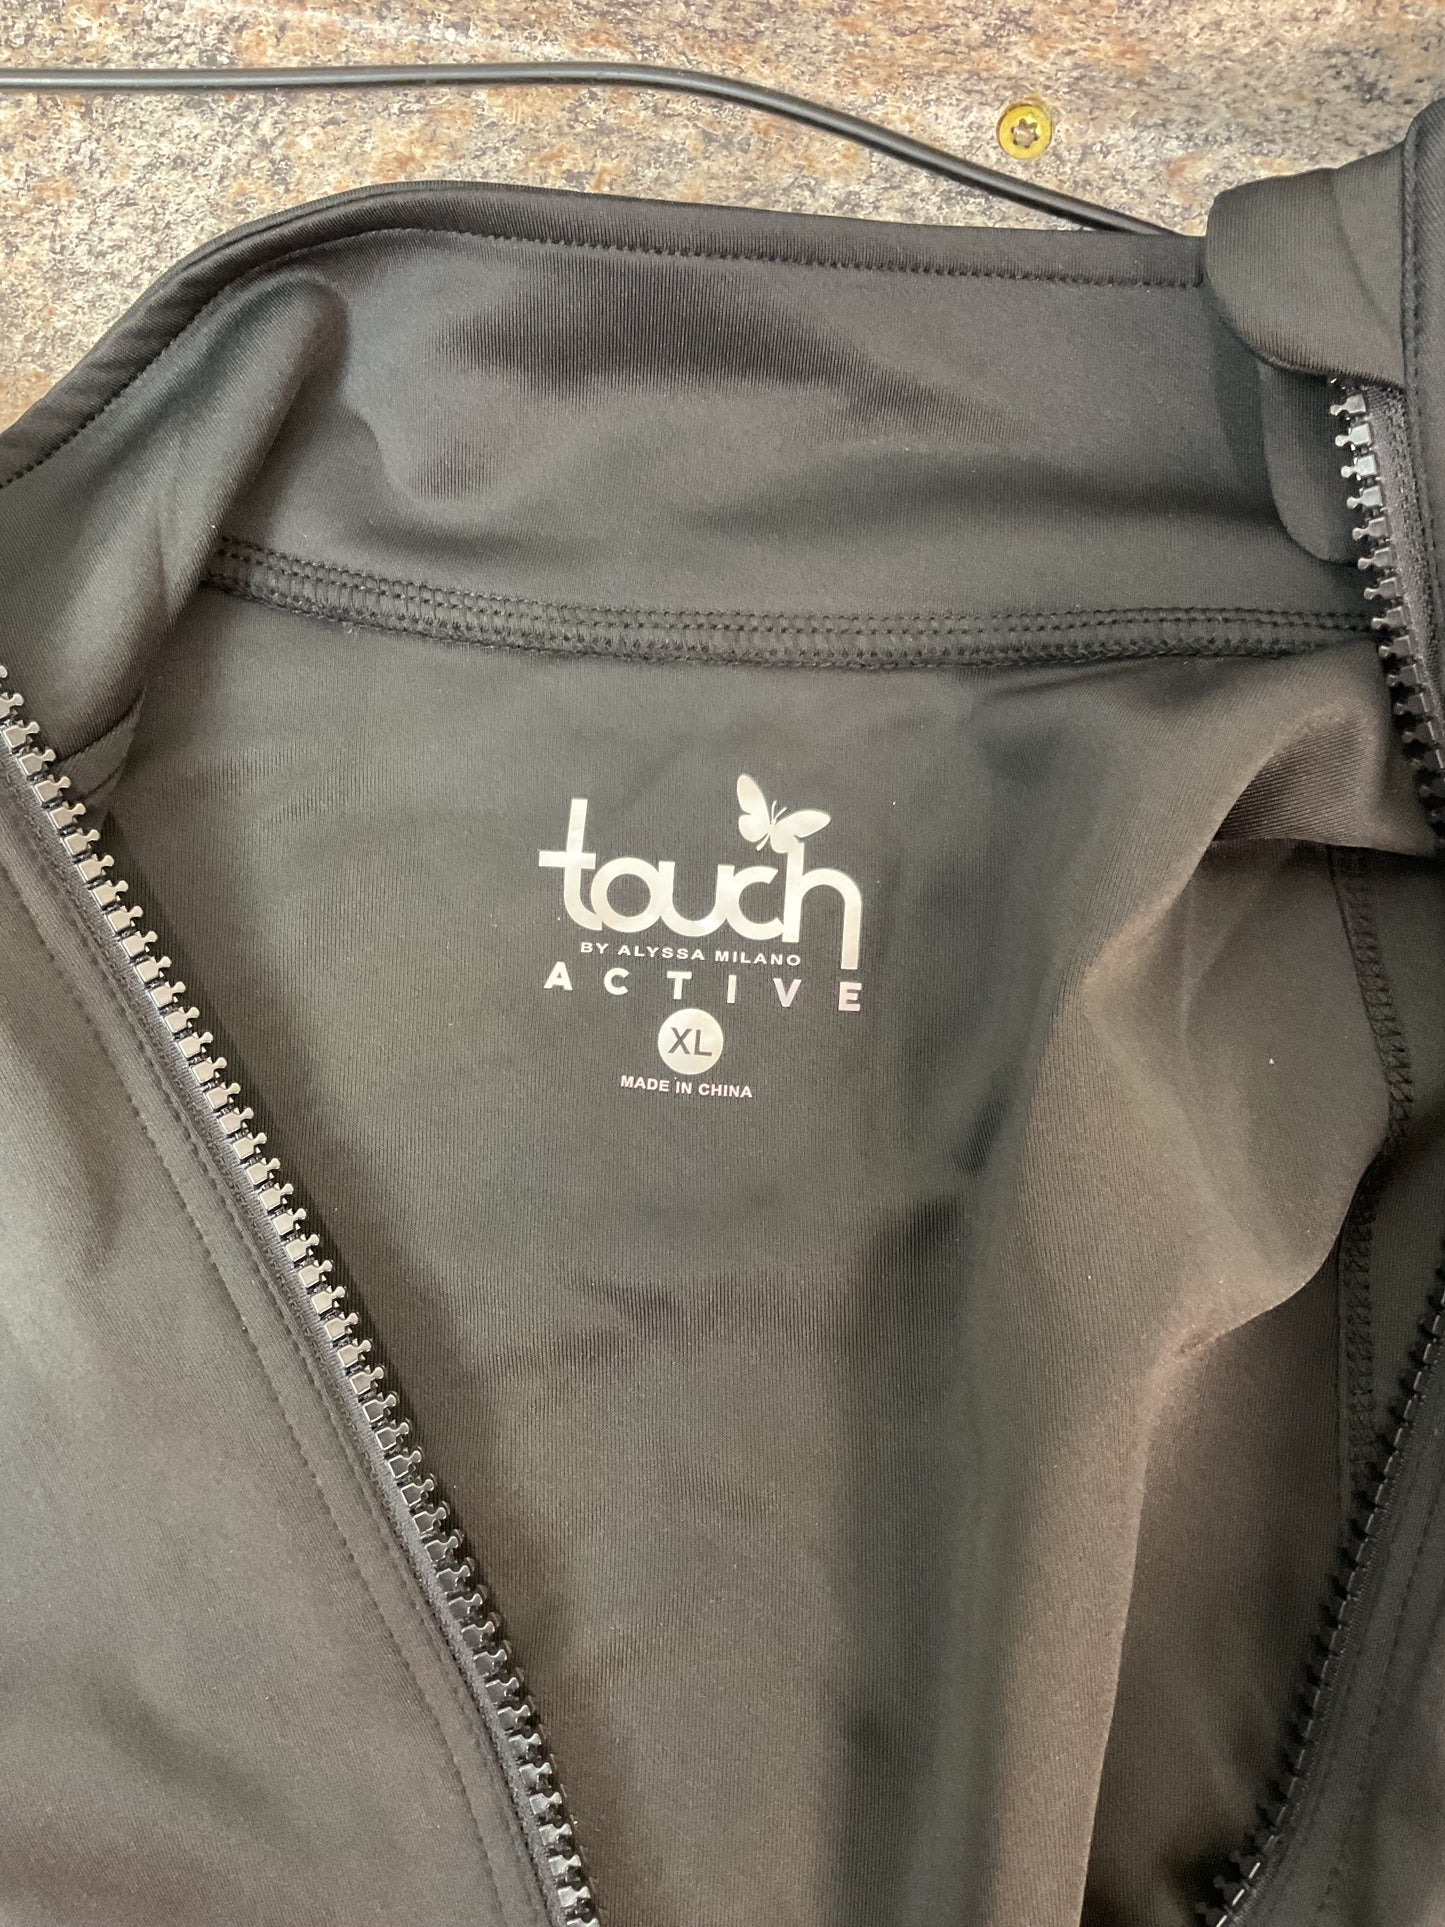 touch
BY ALYSSA MILANO
ACTIVE
XL
MADE IN CHINA